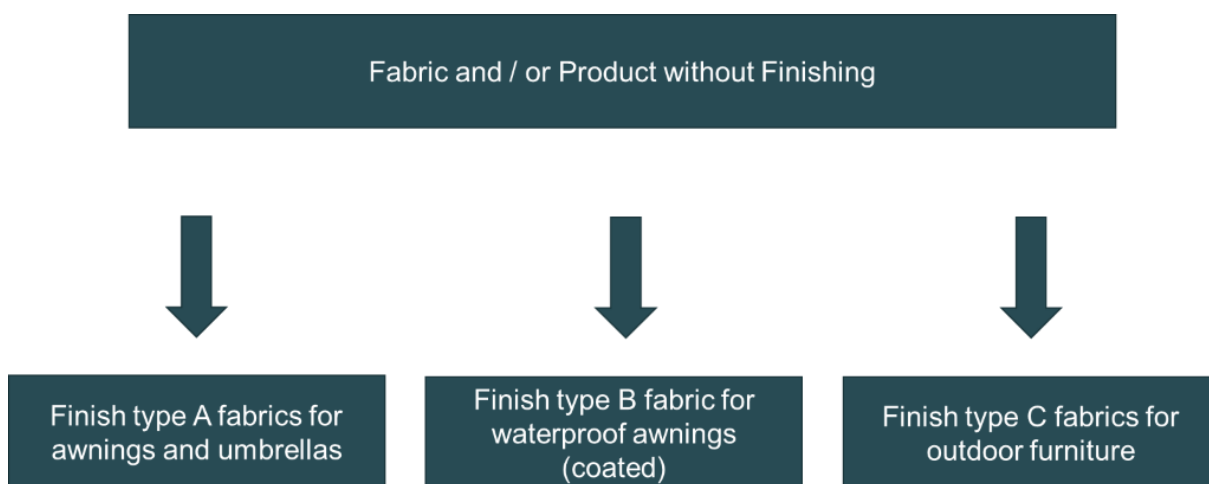 Fabric and / or Product without Finishing
Finish type A fabrics for
awnings and umbrellas
Finish type B fabric for
waterproof awnings
(coated)
Finish type C fabrics for
outdoor furniture